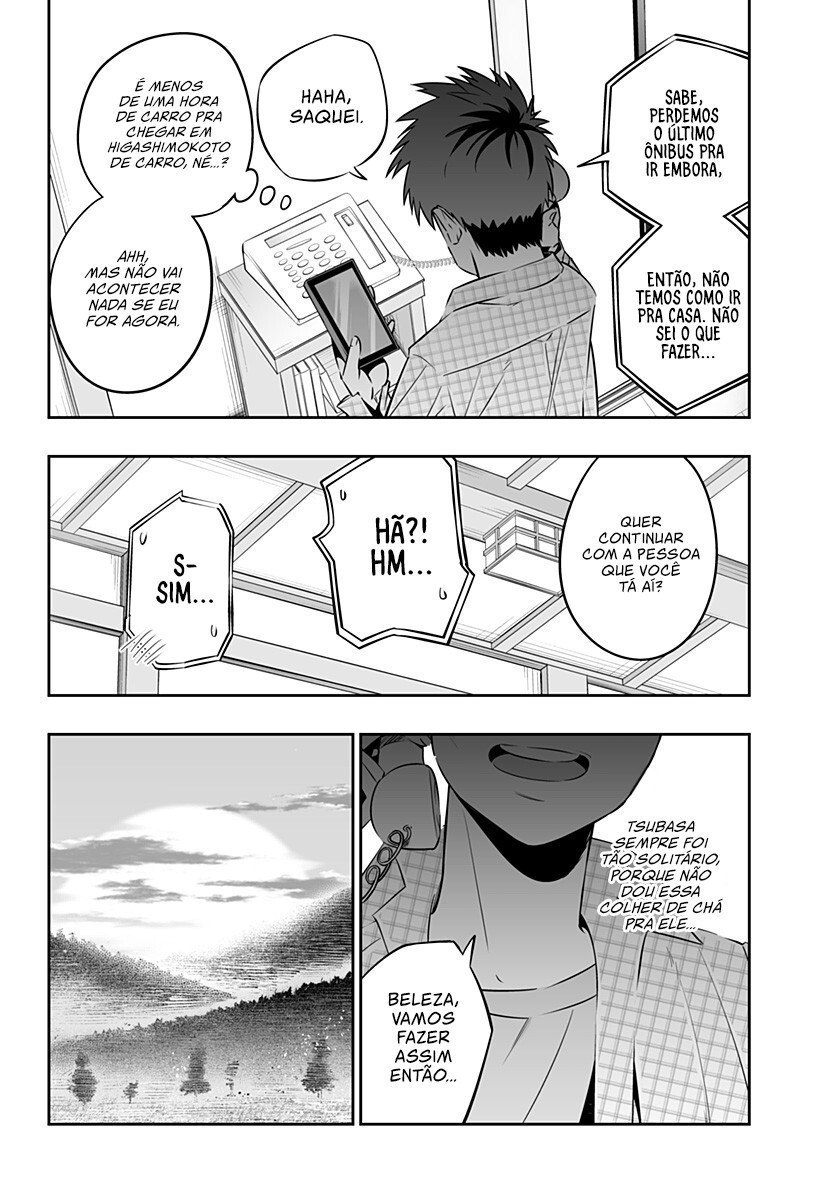 SABE,
PERDEMOS
O ÚLTIMO
ÔNIBUS PRA
IR EMBORA,
ENTÃO, NÃO
TEMOS COMO IR
PRA CASA. NÃO
SEI O QUE
FAZER...
HAHA,
SAQUEI.
É MENOS
DE UMA HORA
DE CARRO PRA
CHEGAR EM
HIGASHIMOKOTO
DE CARRO, NÉ...?
AHH,
MAS NÃO VAI
ACONTECER
NADA SE EU
FOR AGORA.
QUER
CONTINUAR
COM A PESSOA
QUE VOCÊ
TÁ AÍ?
HÃ?!
HM...
S-
SIM...
TSUBASA
SEMPRE FOI
TÃO SOLITÁRIO,
PORQUE NÃO
DOU ESSA
COLHER DE CHÁ
PRA ELE...
BELEZA,
VAMOS
FAZER
ASSIM
ENTÃO...